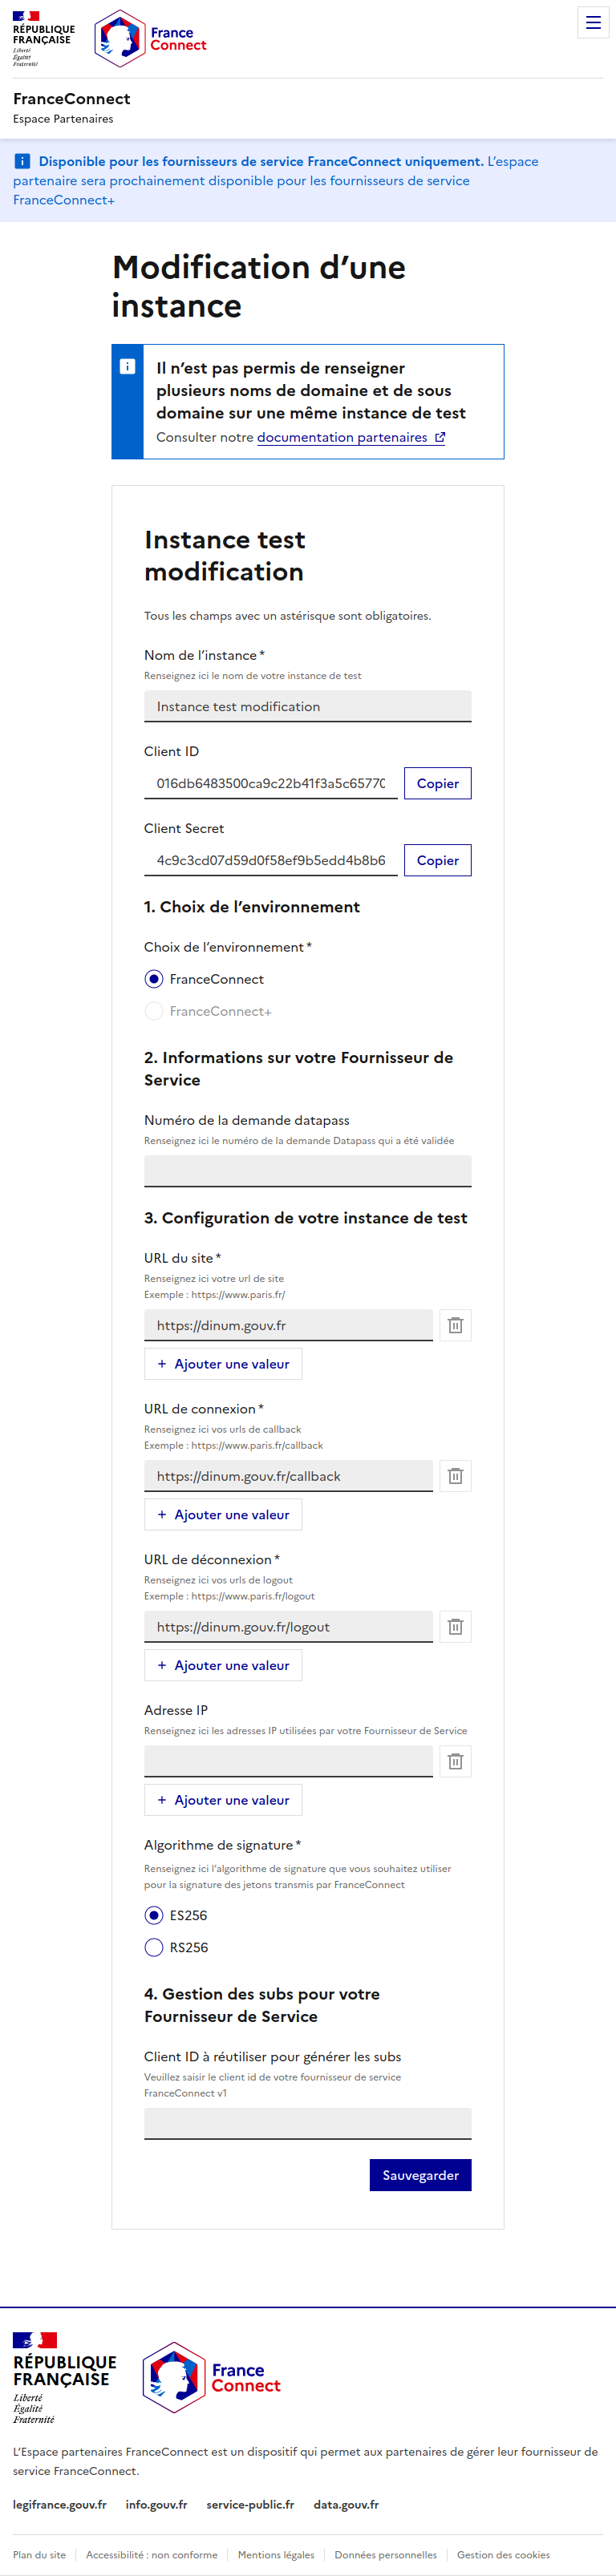 RÉPUBLIQUE
FRANÇAISE
Liberté
Égalité
Fraternité
France
Connect
FranceConnect
Espace Partenaires
Disponible pour les fournisseurs de service FranceConnect uniquement. L’espace
partenaire sera prochainement disponible pour les fournisseurs de service
FranceConnect+
Modification d’une
instance
Il n’est pas permis de renseigner
plusieurs noms de domaine et de sous
domaine sur une même instance de test
Consulter notre documentation partenaires
Instance test
modification
Tous les champs avec un astérisque sont obligatoires.
Nom de l’instance *
Renseignez ici le nom de votre instance de test
Instance test modification
Client ID
016db6483500ca9c22b41f3a5c65770
Copier
Client Secret
4c9c3cd07d59d0f58ef9b5edd4b8b6
Copier
1. Choix de l’environnement
Choix de l’environnement *
FranceConnect
FranceConnect+
2. Informations sur votre Fournisseur de
Service
Numéro de la demande datapass
Renseignez ici le numéro de la demande Datapass qui a été validée
3. Configuration de votre instance de test
URL du site *
Renseignez ici votre url de site
Exemple : https://www.paris.fr/
https://dinum.gouv.fr
+ Ajouter une valeur
URL de connexion *
Renseignez ici vos urls de callback
Exemple : https://www.paris.fr/callback
https://dinum.gouv.fr/callback
+ Ajouter une valeur
URL de déconnexion *
Renseignez ici vos urls de logout
Exemple : https://www.paris.fr/logout
https://dinum.gouv.fr/logout
+ Ajouter une valeur
Adresse IP
Renseignez ici les adresses IP utilisées par votre Fournisseur de Service
+ Ajouter une valeur
Algorithme de signature *
Renseignez ici l’algorithme de signature que vous souhaitez utiliser
pour la signature des jetons transmis par FranceConnect
ES256
RS256
4. Gestion des subs pour votre
Fournisseur de Service
Client ID à réutiliser pour générer les subs
Veuillez saisir le client id de votre fournisseur de service
FranceConnect v1
Sauvegarder
RÉPUBLIQUE
FRANÇAISE
Liberté
Égalité
Fraternité
France
Connect
L’Espace partenaires FranceConnect est un dispositif qui permet aux partenaires de gérer leur fournisseur de
service FranceConnect.
legifrance.gouv.fr info.gouv.fr service-public.fr data.gouv.fr
Plan du site Accessibilité : non conforme Mentions légales Données personnelles Gestion des cookies